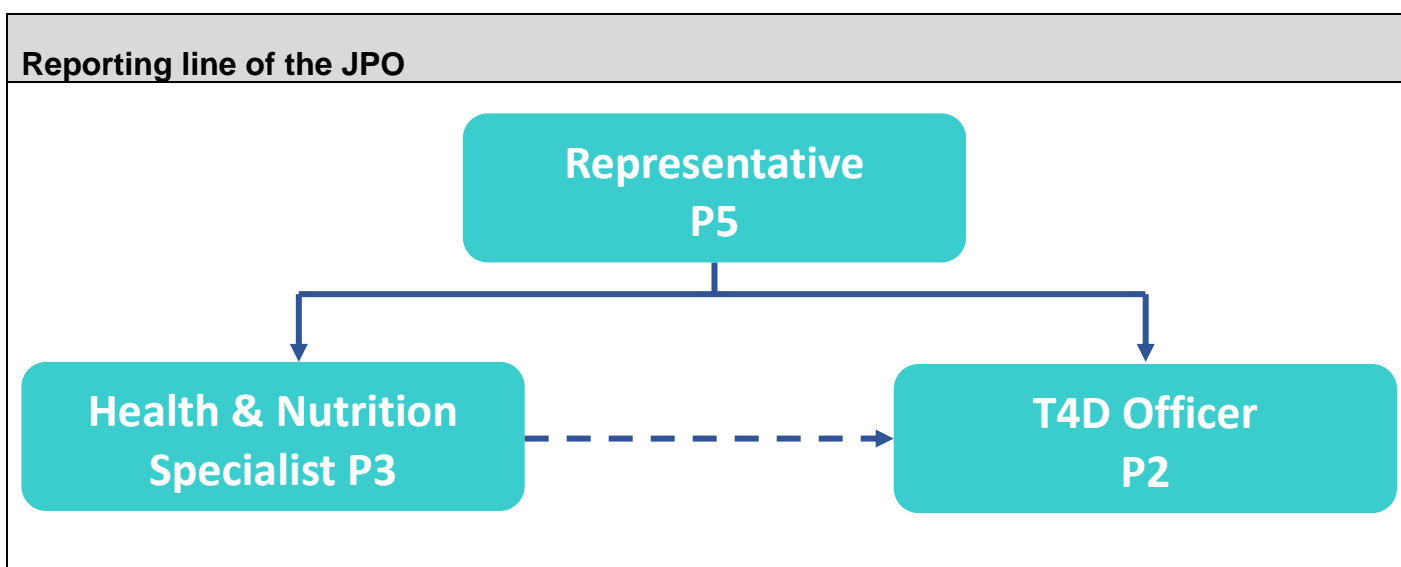 Reporting line of the JPO
Representative
P5
Health & Nutrition
Specialist P3
T4D Officer
P2